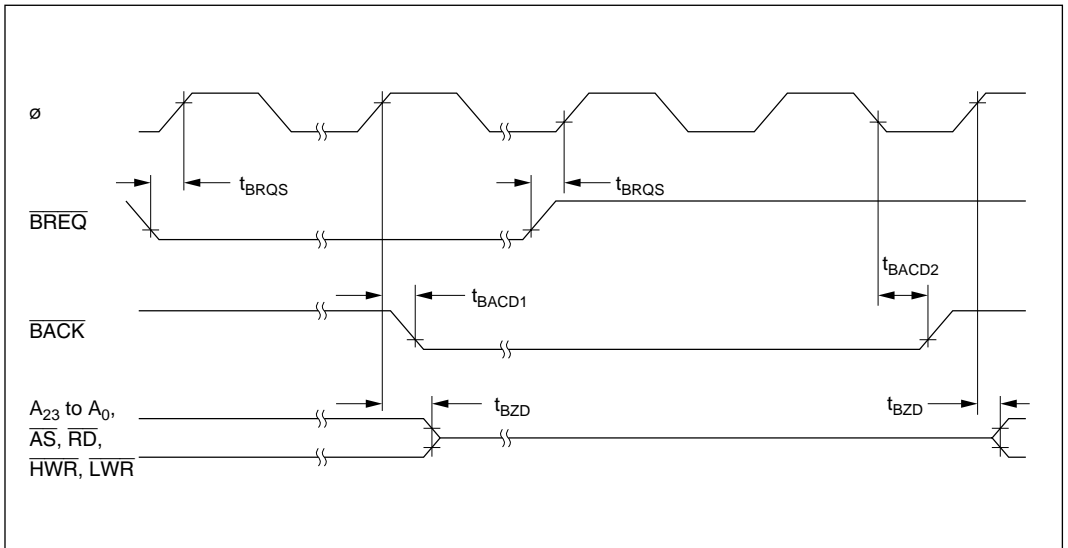 ø
tBRQS
tBRQS
BREQ
tBACD2
tBACD1
BACK
A23 to A0,
AS, RD,
HWR, LWR
tBZD
tBZD